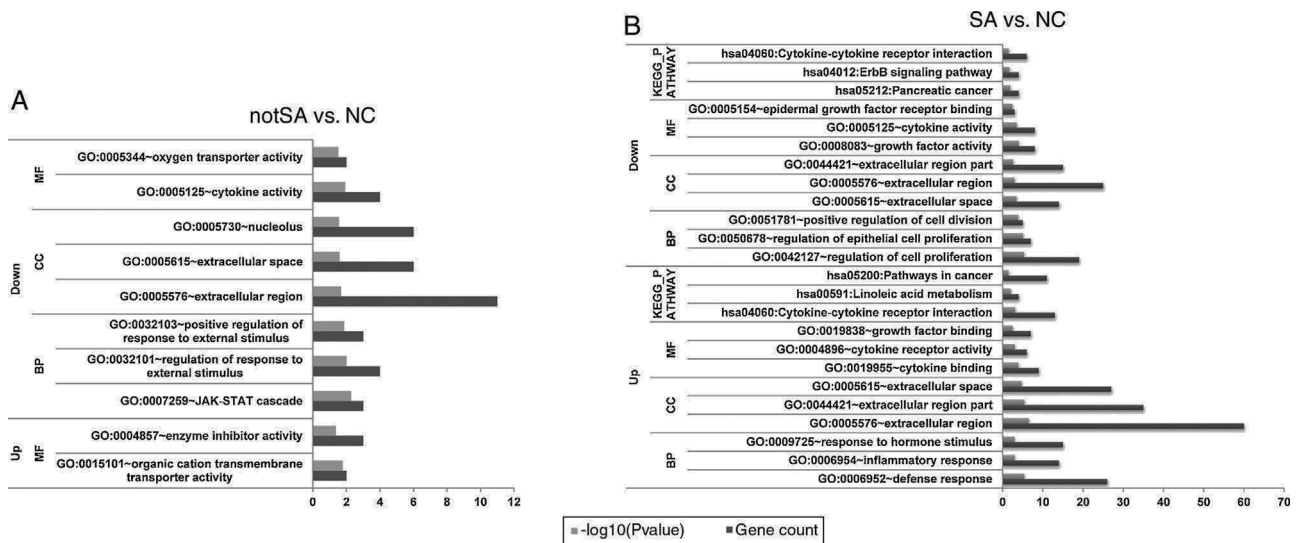 A
notSA vs. NC
Down
MF
GO:0005344~oxygen transporter activity
GO:0005125~cytokine activity
CC
GO:0005730~nucleolus
GO:0005615~extracellular space
GO:0005576~extracellular region
BP
GO:0032103~positive regulation of
response to external stimulus
GO:0032101~regulation of response to
external stimulus
GO:0007259~JAK-STAT cascade
Up
MF
GO:0004857~enzyme inhibitor activity
GO:0015101~organic cation transmembrane
transporter activity
0 2 4 6 8 10 12
B
SA vs. NC
Down
KEGG_P
ATHWAY
hsa04060:Cytokine-cytokine receptor interaction
hsa04012:ErbB signaling pathway
hsa05212:Pancreatic cancer
MF
GO:0005154~epidermal growth factor receptor binding
GO:0005125~cytokine activity
GO:0008083~growth factor activity
CC
GO:0044421~extracellular region part
GO:0005576~extracellular region
GO:0005615~extracellular space
BP
GO:0051781~positive regulation of cell division
GO:0050678~regulation of epithelial cell proliferation
GO:0042127~regulation of cell proliferation
Up
KEGG_P
ATHWAY
hsa05200:Pathways in cancer
hsa00591:Linoleic acid metabolism
hsa04060:Cytokine-cytokine receptor interaction
MF
GO:0019838~growth factor binding
GO:0004896~cytokine receptor activity
GO:0019955~cytokine binding
CC
GO:0005615~extracellular space
GO:0044421~extracellular region part
GO:0005576~extracellular region
BP
GO:0009725~response to hormone stimulus
GO:0006954~inflammatory response
GO:0006952~defense response
0 10 20 30 40 50 60 70
-log10(Pvalue) Gene count